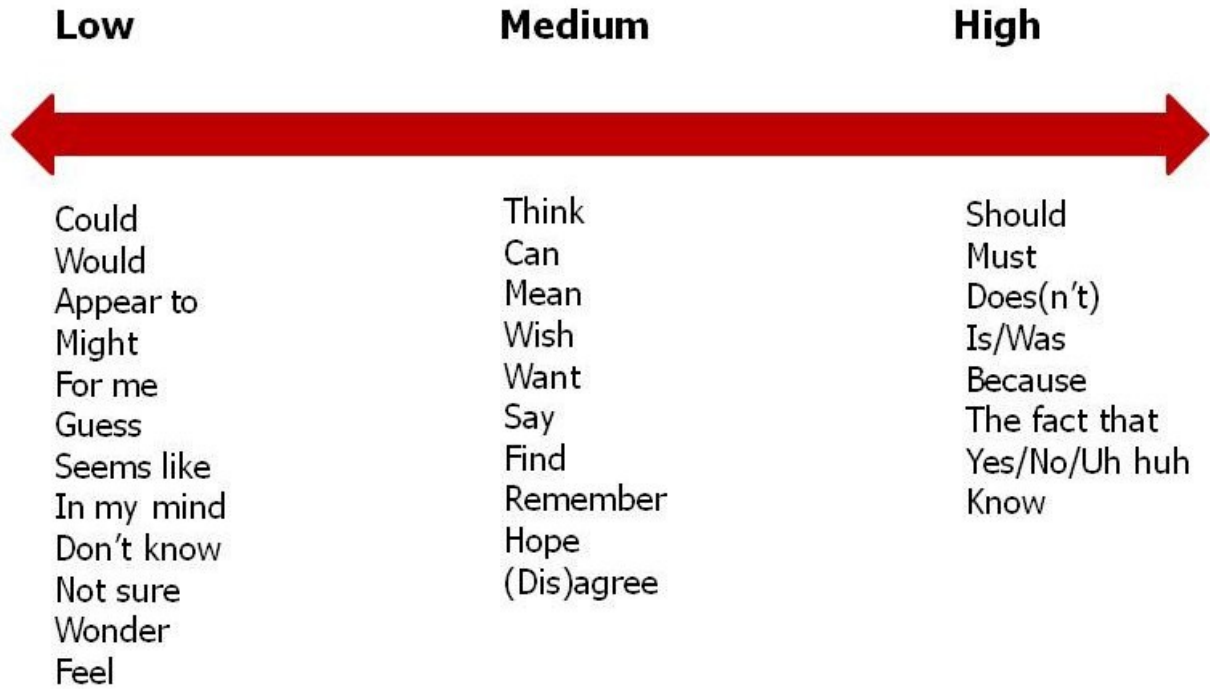 Low
Medium
High
Could
Would
Appear to
Might
For me
Guess
Seems like
In my mind
Don't know
Not sure
Wonder
Feel
Think
Can
Mean
Wish
Want
Say
Find
Remember
Hope
(Dis)agree
Should
Must
Does(n't)
Is/Was
Because
The fact that
Yes/No/Uh huh
Know